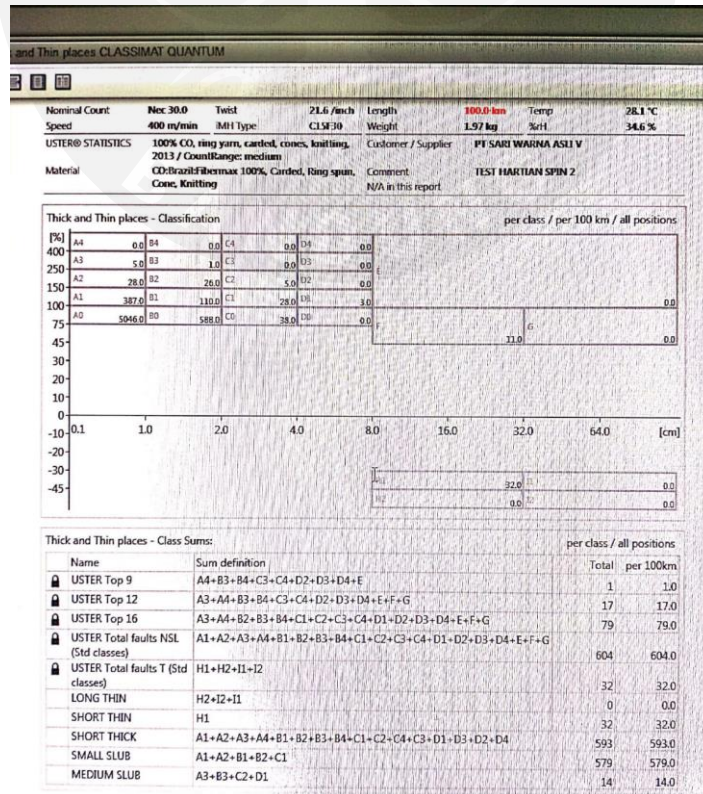 and Thin places CLASSIMAT QUANTUM
Nominal Count Nec 30.0 Twist 21.6 /inch Length 100.0 km Temp 28.1 °C
Speed 400 m/min iMH Type C15F30 Weight 1.97 kg %rH 34.6 %
USTER® STATISTICS 100% CO, ring yarn, carded, cones, knitting, Customer / Supplier PT SARI WARNA ASLI V
2013 / CountRange: medium
Material CO:Brazil:Fibermax 100%, Carded, Ring spun, Comment TEST HARTIAN SPIN 2
Cone, Knitting N/A in this report
Thick and Thin places - Classification per class / per 100 km / all positions
[%]
400 A4 0.0 B4 0.0 C4 0.0 D4 0.0
250 A3 5.0 B3 1.0 C3 0.0 D3 0.0
150 A2 28.0 B2 26.0 C2 5.0 D2 0.0
100 A1 387.0 B1 110.0 C1 28.0 D1 3.0 E 0.0
75 A0 5046.0 B0 588.0 C0 38.0 D0 0.0 F 11.0 G 0.0
45
30
20
10
0
-10 0.1 1.0 2.0 4.0 8.0 16.0 32.0 64.0 [cm]
-20
-30
-45 H1 32.0 I1 0.0
H2 0.0 I2 0.0
Thick and Thin places - Class Sums: per class / all positions
Name Sum definition Total per 100km
USTER Top 9 A4+B3+B4+C3+C4+D2+D3+D4+E 1 1.0
USTER Top 12 A3+A4+B3+B4+C3+C4+D2+D3+D4+E+F+G 17 17.0
USTER Top 16 A3+A4+B2+B3+B4+C1+C2+C3+C4+D1+D2+D3+D4+E+F+G 79 79.0
USTER Total faults NSL A1+A2+A3+A4+B1+B2+B3+B4+C1+C2+C3+C4+D1+D2+D3+D4+E+F+G
(Std classes) 604 604.0
USTER Total faults T (Std H1+H2+I1+I2
classes) 32 32.0
LONG THIN H2+I2+I1 0 0.0
SHORT THIN H1 32 32.0
SHORT THICK A1+A2+A3+A4+B1+B2+B3+B4+C1+C2+C4+C3+D1+D3+D2+D4 593 593.0
SMALL SLUB A1+A2+B1+B2+C1 579 579.0
MEDIUM SLUB A3+B3+C2+D1 14 14.0